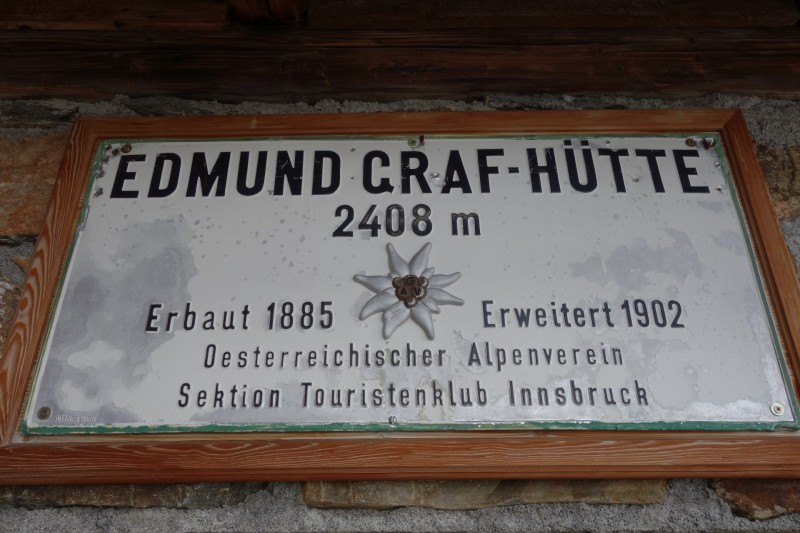 EDMUND GRAF-HÜTTE
2408 m
Erbaut 1885 Erweitert 1902
Oesterreichischer Alpenverein
Sektion Touristenklub Innsbruck